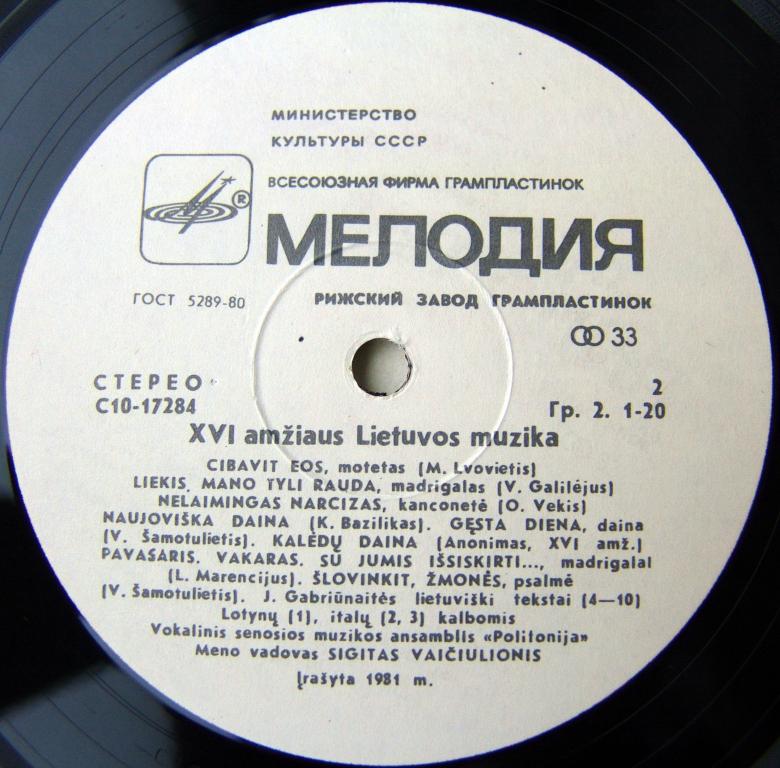 МИНИСТЕРСТВО
КУЛЬТУРЫ СССР
ВСЕСОЮЗНАЯ ФИРМА ГРАМПЛАСТИНОК
®
МЕЛОДИЯ
ГОСТ 5289-80
РИЖСКИЙ ЗАВОД ГРАМПЛАСТИНОК
33
СТЕРЕО
2
С10-17284
Гр. 2. 1-20
XVI amžiaus Lietuvos muzika
CIBAVIT EOS, motetas (M. Lvovietis)
LIEKIS, MANO TYLI RAUDA, madrigalas (V. Galilėjus)
NELAIMINGAS NARCIZAS, kanconetė (O. Vekis)
NAUJOVIŠKA DAINA (K. Bazilikas). GĘSTA DIENA, daina
(V. Šamotulietis). KALĖDŲ DAINA (Anonimas, XVI amž.)
PAVASARIS. VAKARAS. SU JUMIS IŠSISKIRTI..., madrigalai
(L. Marencijus). ŠLOVINKIT, ŽMONĖS, psalmė
(V. Šamotulietis). J. Gabriūnaitės lietuviški tekstai (4—10)
Lotynų (1), italų (2, 3) kalbomis
Vokalinis senosios muzikos ansamblis «Polifonija»
Meno vadovas SIGITAS VAIČIULIONIS
Įrašyta 1981 m.